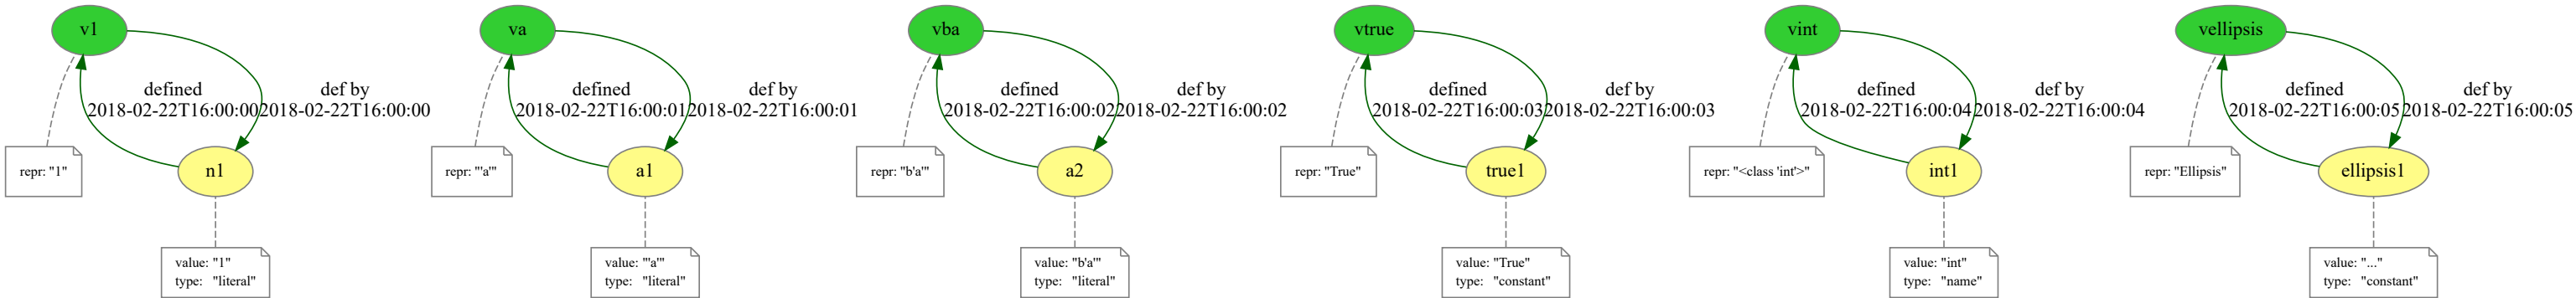 v1
va
vba
vtrue
vint
vellipsis
defined
2018-02-22T16:00:00
def by
2018-02-22T16:00:00
defined
2018-02-22T16:00:01
def by
2018-02-22T16:00:01
defined
2018-02-22T16:00:02
def by
2018-02-22T16:00:02
defined
2018-02-22T16:00:03
def by
2018-02-22T16:00:03
defined
2018-02-22T16:00:04
def by
2018-02-22T16:00:04
defined
2018-02-22T16:00:05
def by
2018-02-22T16:00:05
repr: "1"
n1
repr: "'a'"
a1
repr: "b'a'"
a2
repr: "True"
true1
repr: "<class 'int'>"
int1
repr: "Ellipsis"
ellipsis1
value: "1"
type: "literal"
value: "'a'"
type: "literal"
value: "b'a'"
type: "literal"
value: "True"
type: "constant"
value: "int"
type: "name"
value: "..."
type: "constant"